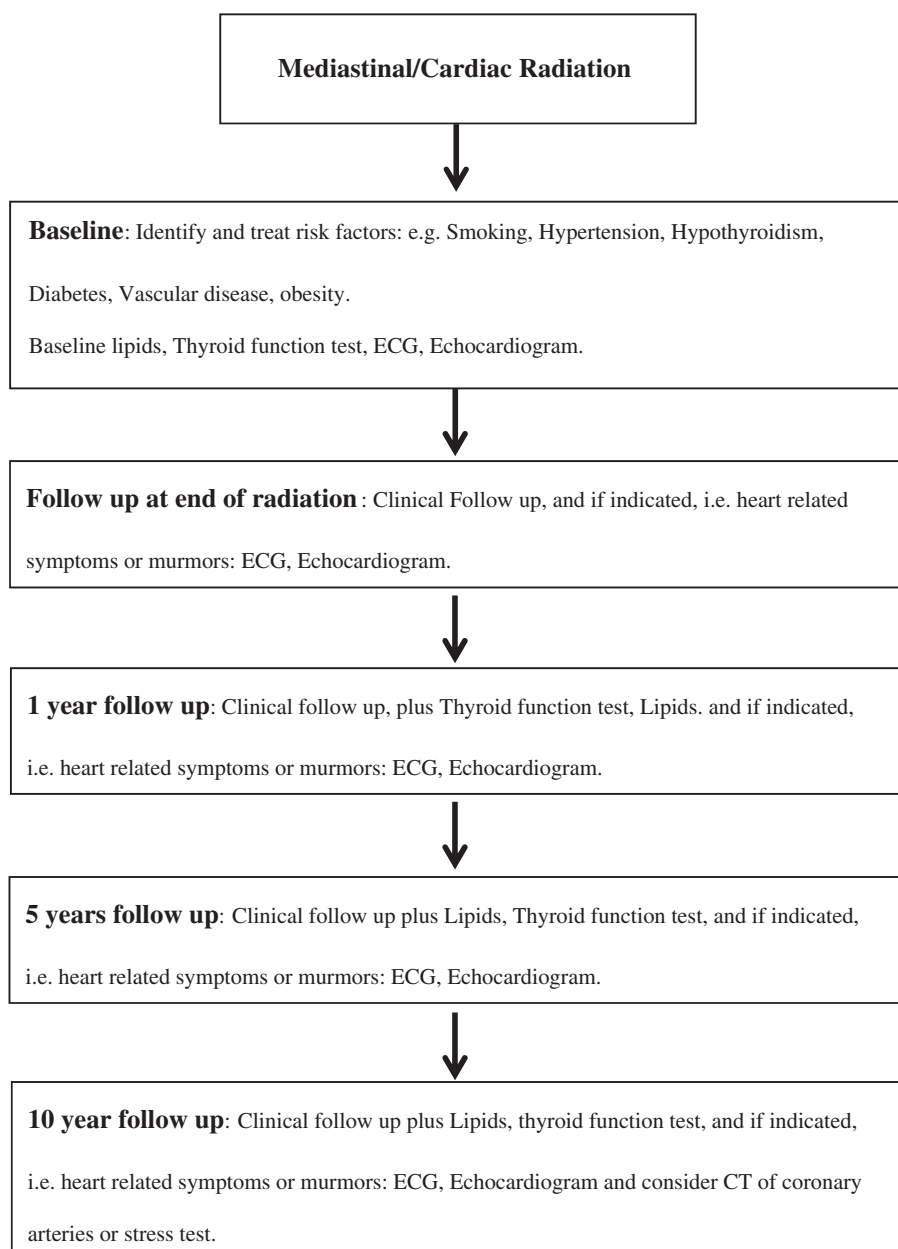 Mediastinal/Cardiac Radiation
Baseline: Identify and treat risk factors: e.g. Smoking, Hypertension, Hypothyroidism,
Diabetes, Vascular disease, obesity.
Baseline lipids, Thyroid function test, ECG, Echocardiogram.
Follow up at end of radiation : Clinical Follow up, and if indicated, i.e. heart related
symptoms or murmors: ECG, Echocardiogram.
1 year follow up: Clinical follow up, plus Thyroid function test, Lipids. and if indicated,
i.e. heart related symptoms or murmors: ECG, Echocardiogram.
5 years follow up: Clinical follow up plus Lipids, Thyroid function test, and if indicated,
i.e. heart related symptoms or murmors: ECG, Echocardiogram.
10 year follow up: Clinical follow up plus Lipids, thyroid function test, and if indicated,
i.e. heart related symptoms or murmors: ECG, Echocardiogram and consider CT of coronary
arteries or stress test.